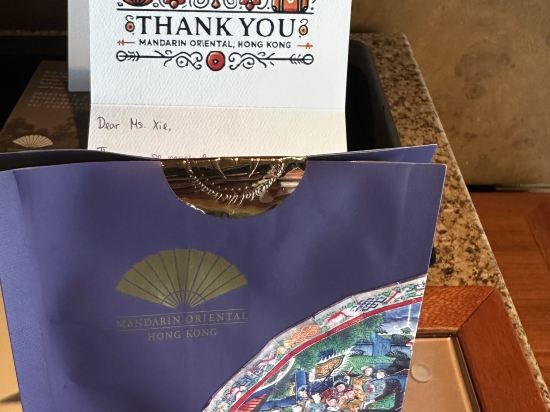 THANK YOU
MANDARIN ORIENTAL, HONG KONG
Dear Ms. Xie,
MANDARIN ORIENTAL
HONG KONG